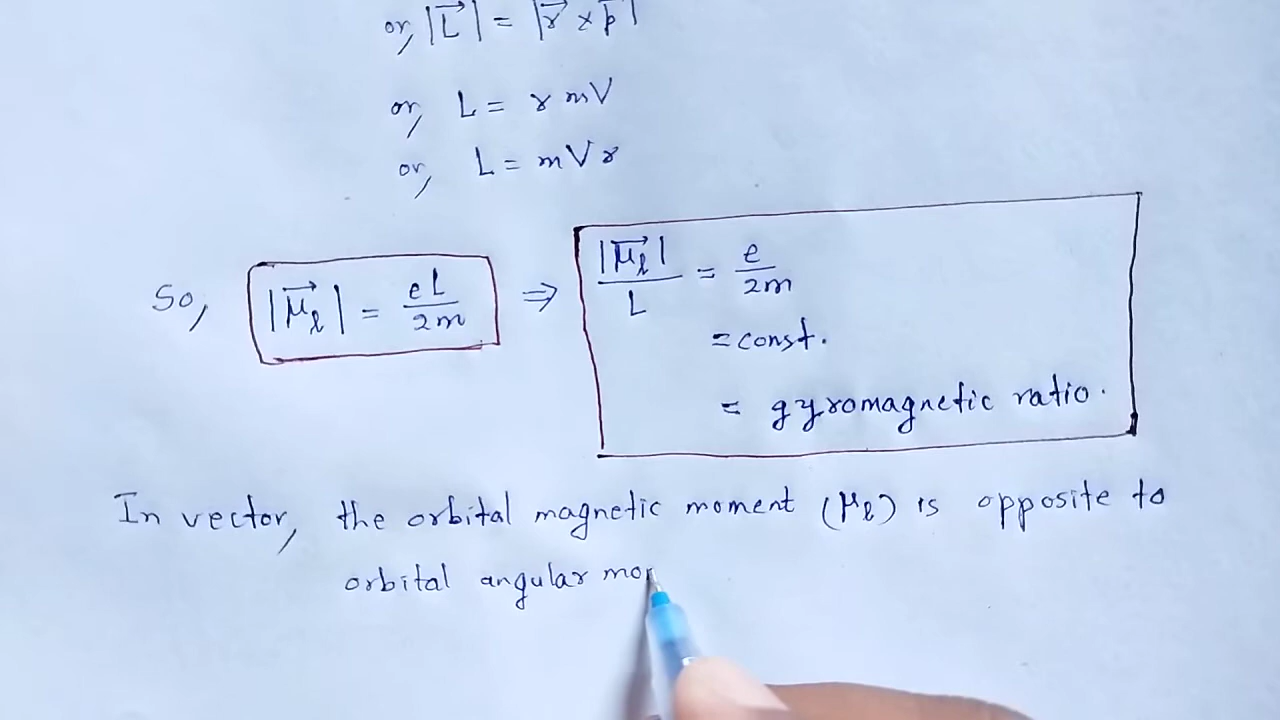 or, |L⃗| = |r⃗ × p⃗|
or, L = r mV
or, L = mVr
So, |μ⃗ₗ| = eL/2m ⇒ |μ⃗ₗ|/L = e/2m
= const.
= gyromagnetic ratio.
In vector, the orbital magnetic moment (μₗ) is opposite to
orbital angular mo